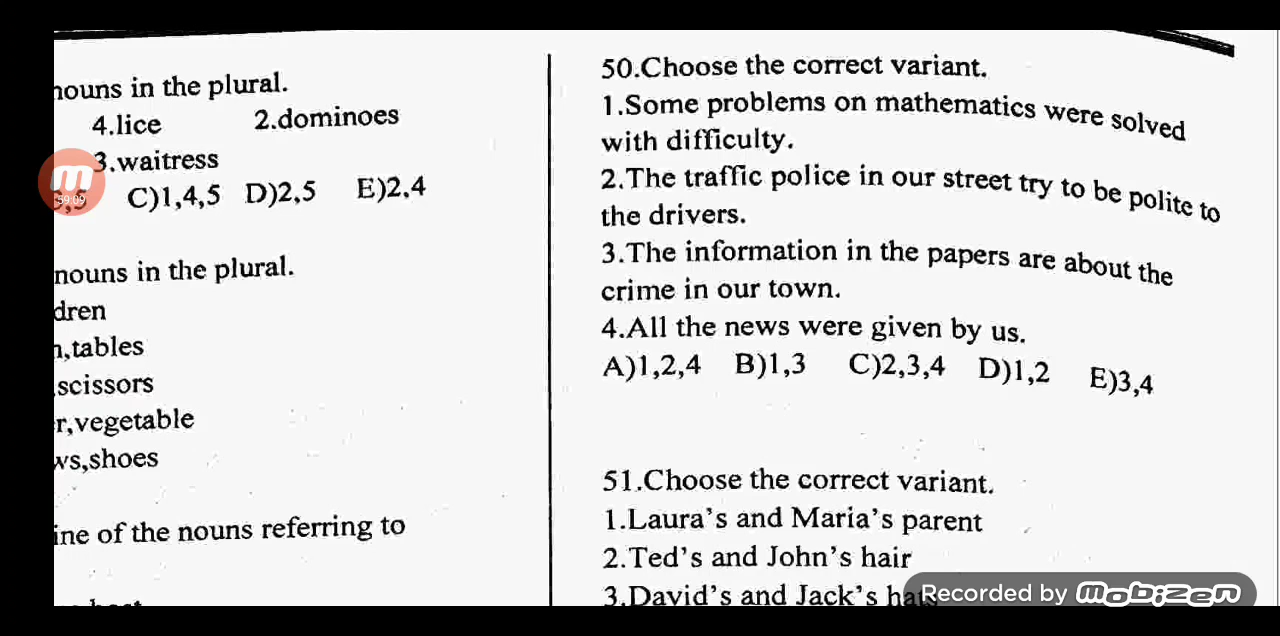 nouns in the plural.
4.lice 2.dominoes
3.waitress
3,5 C)1,4,5 D)2,5 E)2,4
59:09
nouns in the plural.
dren
n,tables
.scissors
r,vegetable
ws,shoes
ine of the nouns referring to
50.Choose the correct variant.
1.Some problems on mathematics were solved
with difficulty.
2.The traffic police in our street try to be polite to
the drivers.
3.The information in the papers are about the
crime in our town.
4.All the news were given by us.
A)1,2,4 B)1,3 C)2,3,4 D)1,2 E)3,4
51.Choose the correct variant.
1.Laura's and Maria's parent
2.Ted's and John's hair
3.David's and Jack's hats
Recorded by Mobizen